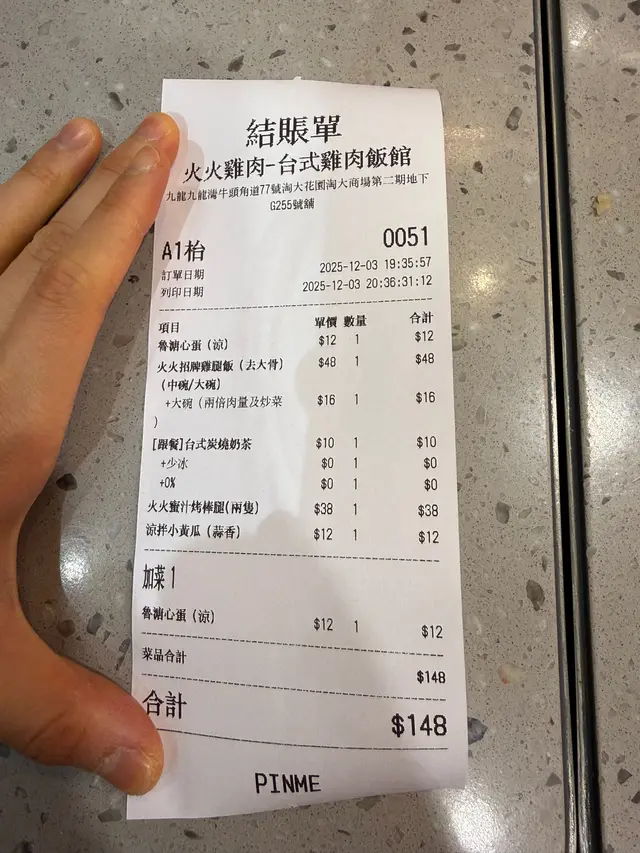 結賬單
火火雞肉-台式雞肉飯館
九龍九龍灣牛頭角道77號淘大花園淘大商場第二期地下
G255號舖
A1枱 0051
訂單日期 2025-12-03 19:35:57
列印日期 2025-12-03 20:36:31:12
項目 單價 數量 合計
魯溏心蛋（涼） $12 1 $12
火火招牌雞腿飯（去大骨） $48 1 $48
(中碗/大碗)
+大碗（兩倍肉量及炒菜 $16 1 $16
)
[跟餐]台式炭燒奶茶 $10 1 $10
+少冰 $0 1 $0
+0% $0 1 $0
火火蜜汁烤棒腿(兩隻) $38 1 $38
涼拌小黃瓜（蒜香） $12 1 $12
加菜 1
魯溏心蛋（涼） $12 1 $12
菜品合計 $148
合計 $148
PINME